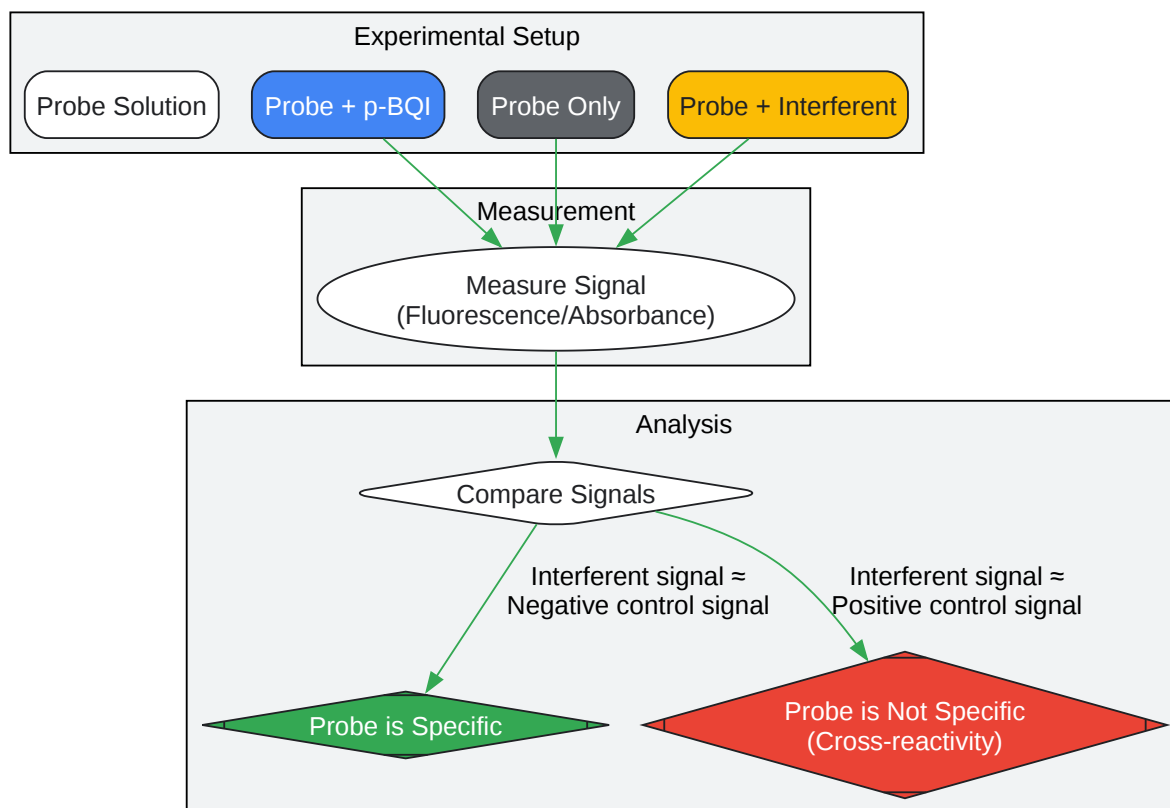 Experimental Setup
Probe Solution
Probe + p-BQI
Probe Only
Probe + Interferent
Measurement
Measure Signal
(Fluorescence/Absorbance)
Analysis
Compare Signals
Interferent signal ≈
Negative control signal
Interferent signal ≈
Positive control signal
Probe is Specific
Probe is Not Specific
(Cross-reactivity)